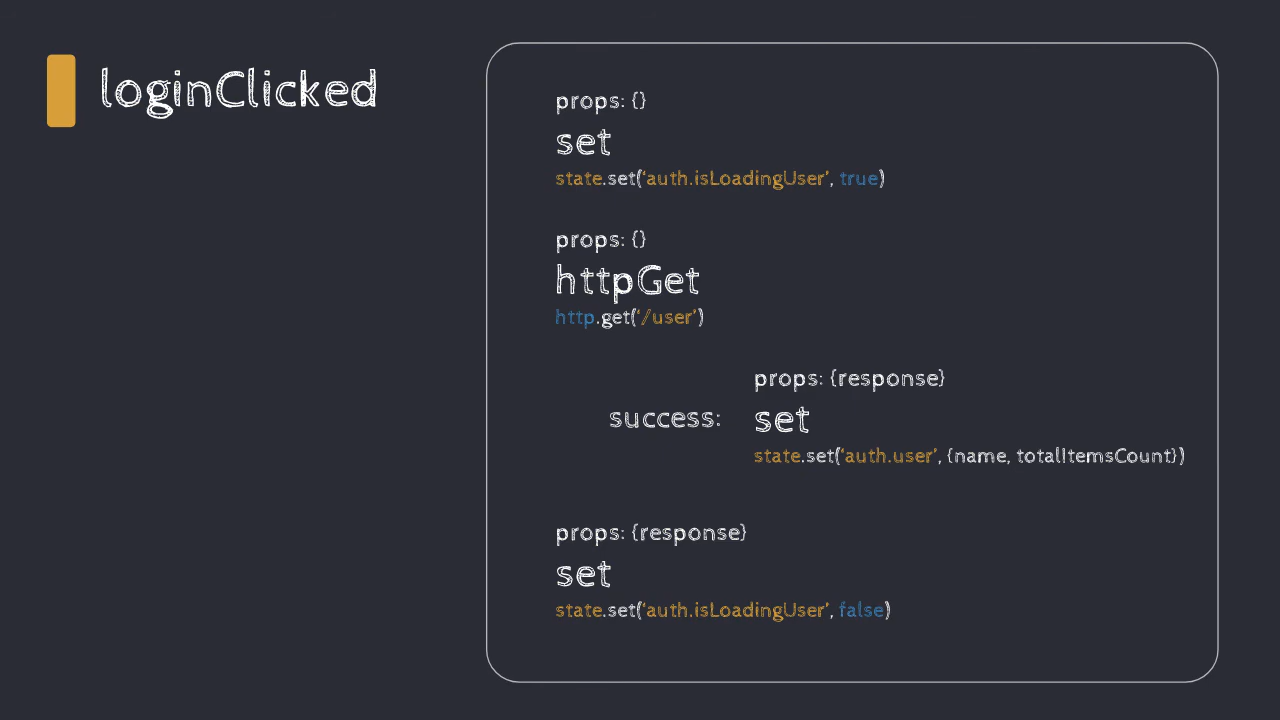 loginClicked
props: {}
set
state.set('auth.isLoadingUser', true)
props: {}
httpGet
http.get('/user')
props: {response}
success: set
state.set('auth.user', {name, totalItemsCount})
props: {response}
set
state.set('auth.isLoadingUser', false)